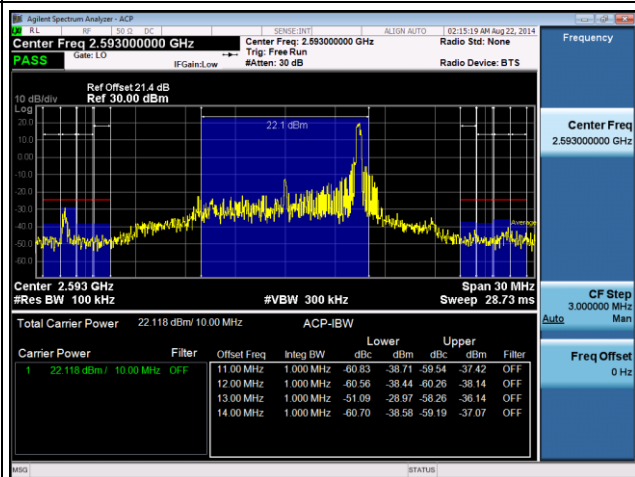 Agilent Spectrum Analyzer - ACP
RL RF 50 Ω DC SENSE:INT ALIGN AUTO 02:15:19 AM Aug 22, 2014
Center Freq 2.593000000 GHz Center Freq: 2.593000000 GHz Radio Std: None Frequency
PASS Gate: LO Trig: Free Run
IFGain:Low #Atten: 30 dB Radio Device: BTS
Ref Offset 21.4 dB
10 dB/div Ref 30.00 dBm
Log
20.0 22.1 dBm
10.0
0.00
-10.0
-20.0
-30.0
-40.0 Average
-50.0
-60.0
Center Freq
2.593000000 GHz
Center 2.593 GHz Span 30 MHz
#Res BW 100 kHz #VBW 300 kHz Sweep 28.73 ms
CF Step
3.000000 MHz
Auto Man
Freq Offset
0 Hz
Total Carrier Power 22.118 dBm/ 10.00 MHz ACP-IBW
Lower Upper
Carrier Power Filter Offset Freq Integ BW dBc dBm dBc dBm Filter
1 22.118 dBm / 10.00 MHz OFF 11.00 MHz 1.000 MHz -60.83 -38.71 -59.54 -37.42 OFF
12.00 MHz 1.000 MHz -60.56 -38.44 -60.26 -38.14 OFF
13.00 MHz 1.000 MHz -51.09 -28.97 -58.26 -36.14 OFF
14.00 MHz 1.000 MHz -60.70 -38.58 -59.19 -37.07 OFF
MSG STATUS